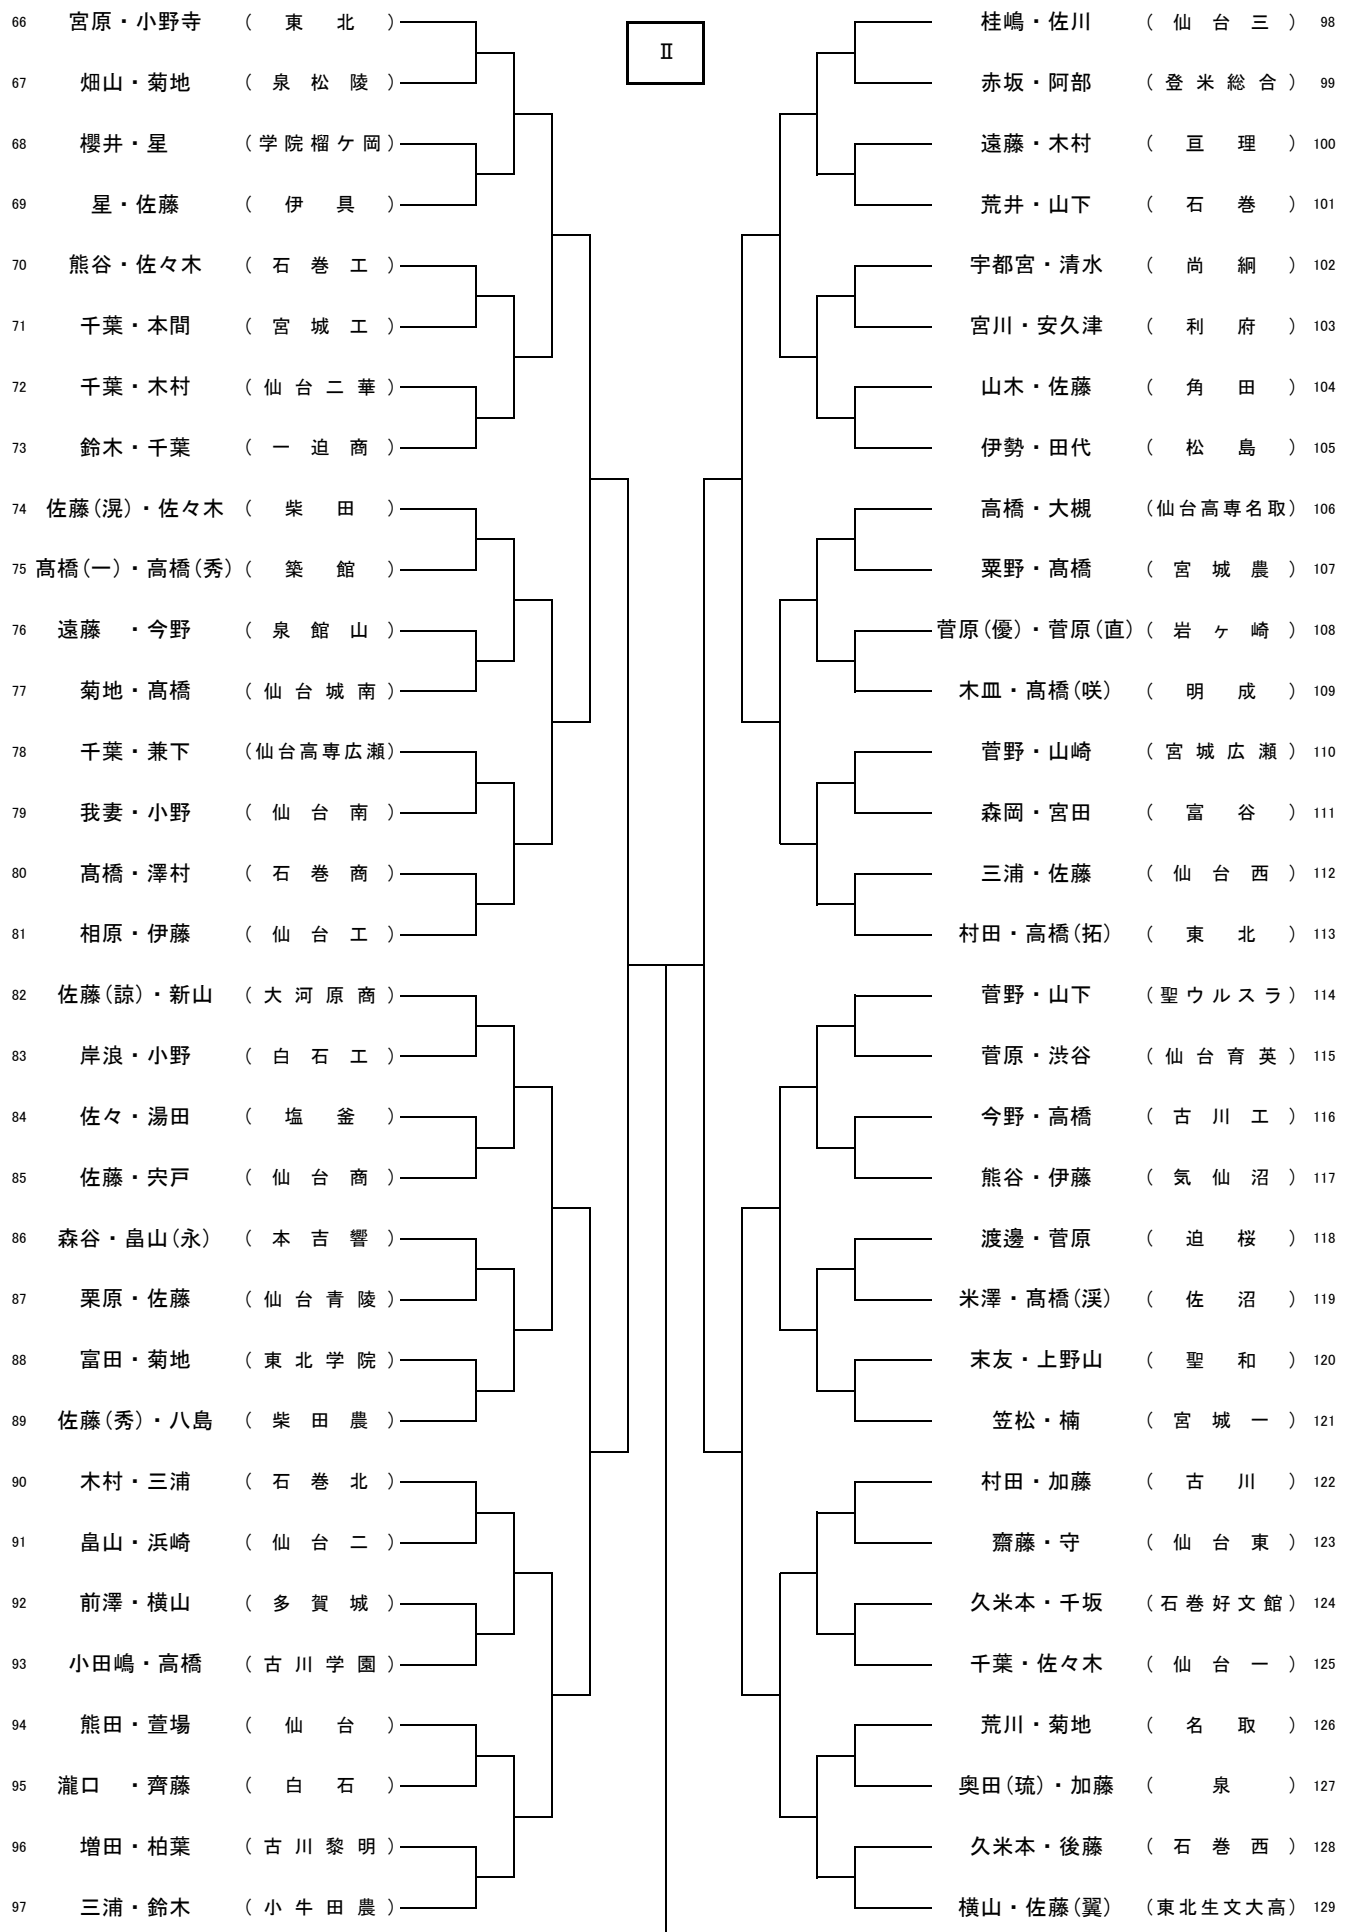 Ⅱ
66 宮原・小野寺 （東北）
67 畑山・菊地 （泉松陵）
68 櫻井・星 （学院榴ケ岡）
69 星・佐藤 （伊具）
70 熊谷・佐々木 （石巻工）
71 千葉・本間 （宮城工）
72 千葉・木村 （仙台二華）
73 鈴木・千葉 （一迫商）
74 佐藤(滉)・佐々木 （柴田）
75 髙橋(一)・高橋(秀) （築館）
76 遠藤　・今野 （泉館山）
77 菊地・髙橋 （仙台城南）
78 千葉・兼下 （仙台高専広瀬）
79 我妻・小野 （仙台南）
80 髙橋・澤村 （石巻商）
81 相原・伊藤 （仙台工）
82 佐藤(諒)・新山 （大河原商）
83 岸浪・小野 （白石工）
84 佐々・湯田 （塩釜）
85 佐藤・宍戸 （仙台商）
86 森谷・畠山(永) （本吉響）
87 栗原・佐藤 （仙台青陵）
88 富田・菊地 （東北学院）
89 佐藤(秀)・八島 （柴田農）
90 木村・三浦 （石巻北）
91 畠山・浜崎 （仙台二）
92 前澤・横山 （多賀城）
93 小田嶋・高橋 （古川学園）
94 熊田・萱場 （仙台）
95 瀧口　・齊藤 （白石）
96 増田・柏葉 （古川黎明）
97 三浦・鈴木 （小牛田農）
桂嶋・佐川 （仙台三） 98
赤坂・阿部 （登米総合） 99
遠藤・木村 （亘理） 100
荒井・山下 （石巻） 101
宇都宮・清水 （尚絅） 102
宮川・安久津 （利府） 103
山木・佐藤 （角田） 104
伊勢・田代 （松島） 105
高橋・大槻 （仙台高専名取） 106
粟野・髙橋 （宮城農） 107
菅原(優)・菅原(直) （岩ヶ崎） 108
木皿・髙橋(咲) （明成） 109
菅野・山崎 （宮城広瀬） 110
森岡・宮田 （富谷） 111
三浦・佐藤 （仙台西） 112
村田・高橋(拓) （東北） 113
菅野・山下 （聖ウルスラ） 114
菅原・渋谷 （仙台育英） 115
今野・高橋 （古川工） 116
熊谷・伊藤 （気仙沼） 117
渡邊・菅原 （迫桜） 118
米澤・髙橋(渓) （佐沼） 119
末友・上野山 （聖和） 120
笠松・楠 （宮城一） 121
村田・加藤 （古川） 122
齋藤・守 （仙台東） 123
久米本・千坂 （石巻好文館） 124
千葉・佐々木 （仙台一） 125
荒川・菊地 （名取） 126
奥田(琉)・加藤 （泉） 127
久米本・後藤 （石巻西） 128
横山・佐藤(翼) （東北生文大高） 129